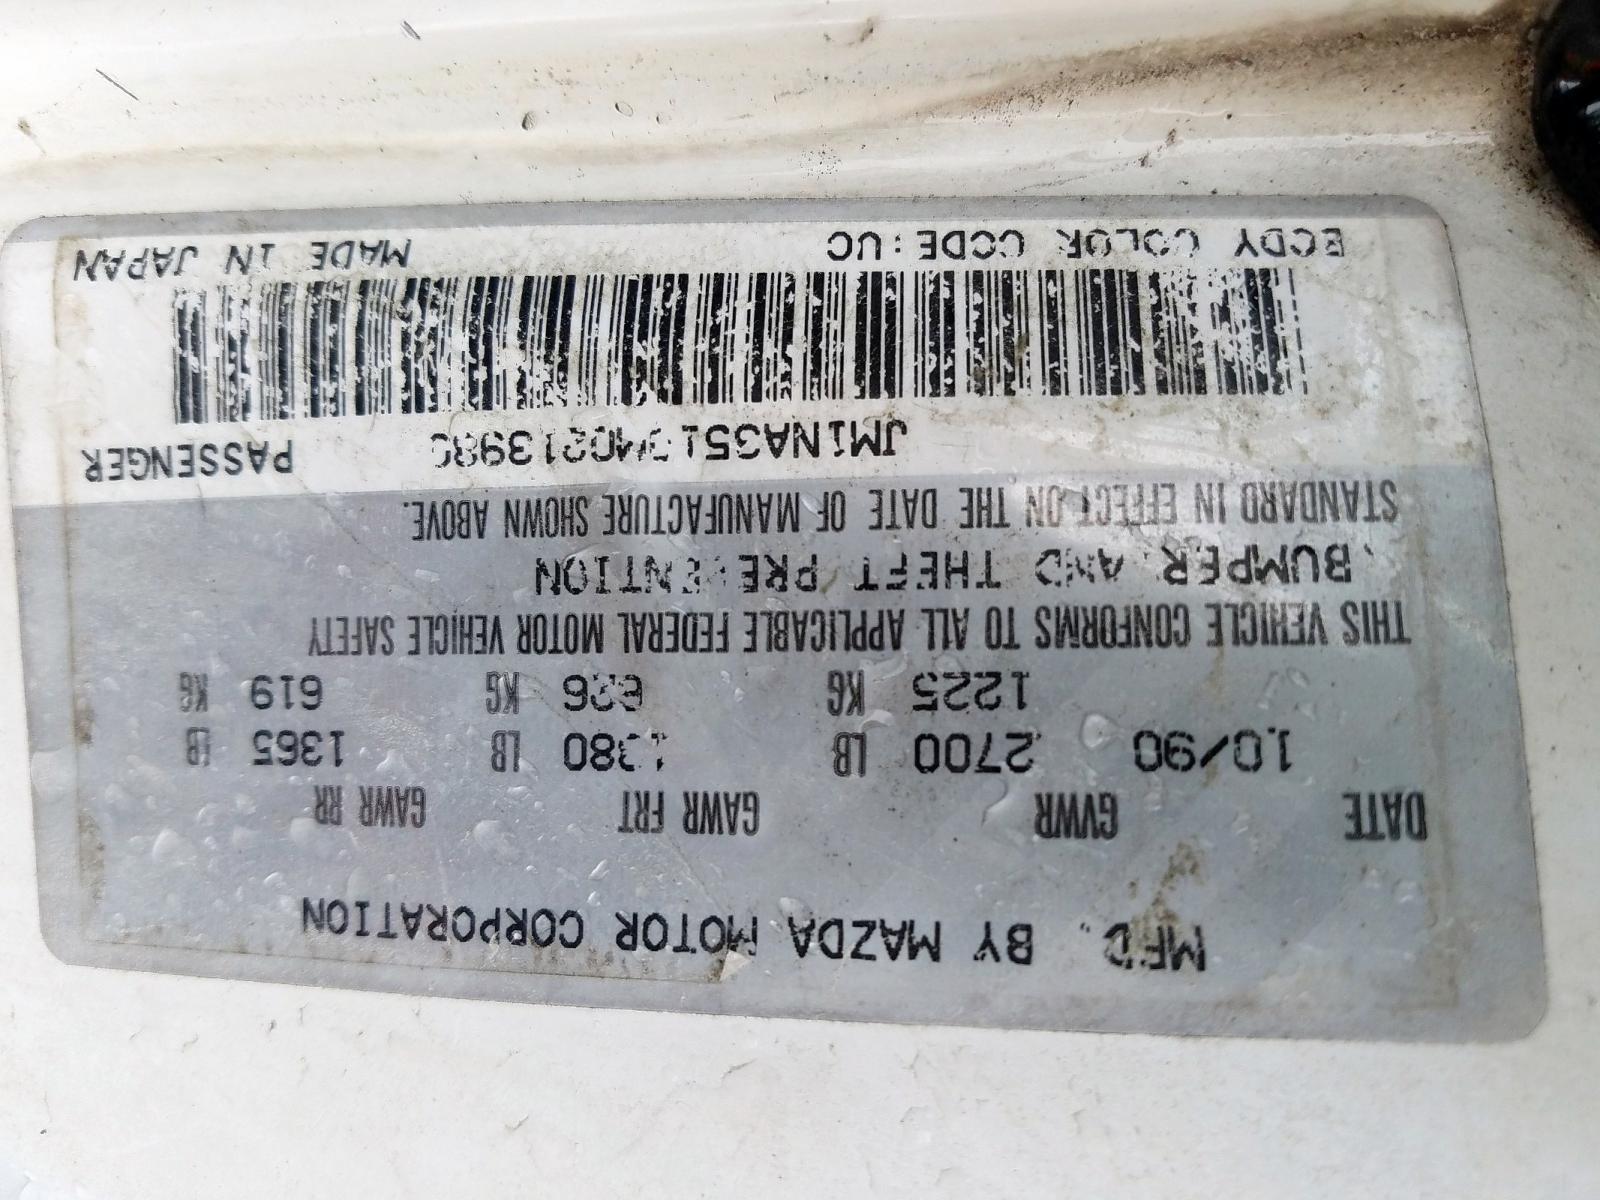 MFD. BY MAZDA MOTOR CORPORATION
DATE GVWR GAWR FRT GAWR RR
10/90 2700 LB 1380 LB 1365 LB
1225 KG 626 KG 619 KG
THIS VEHICLE CONFORMS TO ALL APPLICABLE FEDERAL MOTOR VEHICLE SAFETY
, BUMPER, AND THEFT PREVENTION
STANDARD IN EFFECT ON THE DATE OF MANUFACTURE SHOWN ABOVE.
PASSENGER
BODY COLOR CODE:UC MADE IN JAPAN